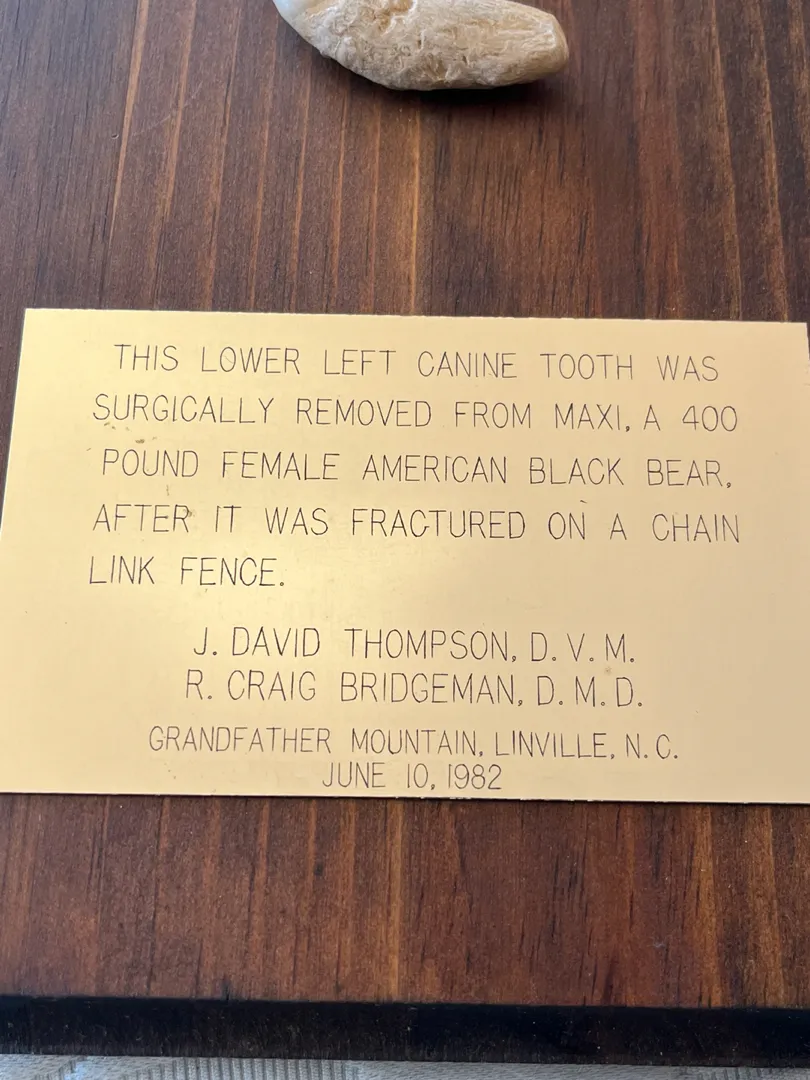 THIS LOWER LEFT CANINE TOOTH WAS
SURGICALLY REMOVED FROM MAXI, A 400
POUND FEMALE AMERICAN BLACK BEAR,
AFTER IT WAS FRACTURED ON A CHAIN
LINK FENCE.
J. DAVID THOMPSON, D. V. M.
R. CRAIG BRIDGEMAN, D. M. D.
GRANDFATHER MOUNTAIN, LINVILLE, N. C.
JUNE 10, 1982